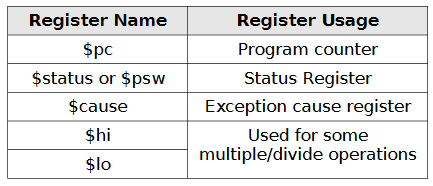 Register Name Register Usage
$pc Program counter
$status or $psw Status Register
$cause Exception cause register
$hi Used for some
multiple/divide operations
$lo